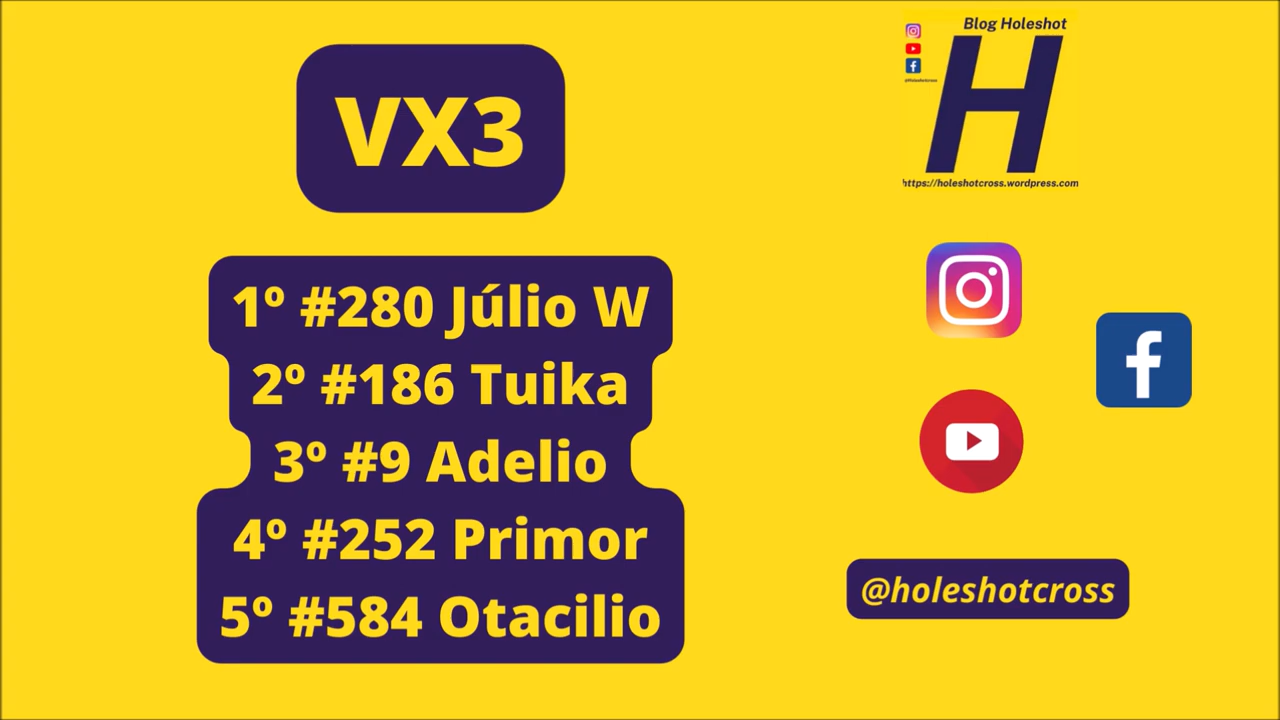 VX3
1º #280 Júlio W
2º #186 Tuika
3º #9 Adelio
4º #252 Primor
5º #584 Otacilio
Blog Holeshot
H
@holeshotcross
https://holeshotcross.wordpress.com
@holeshotcross